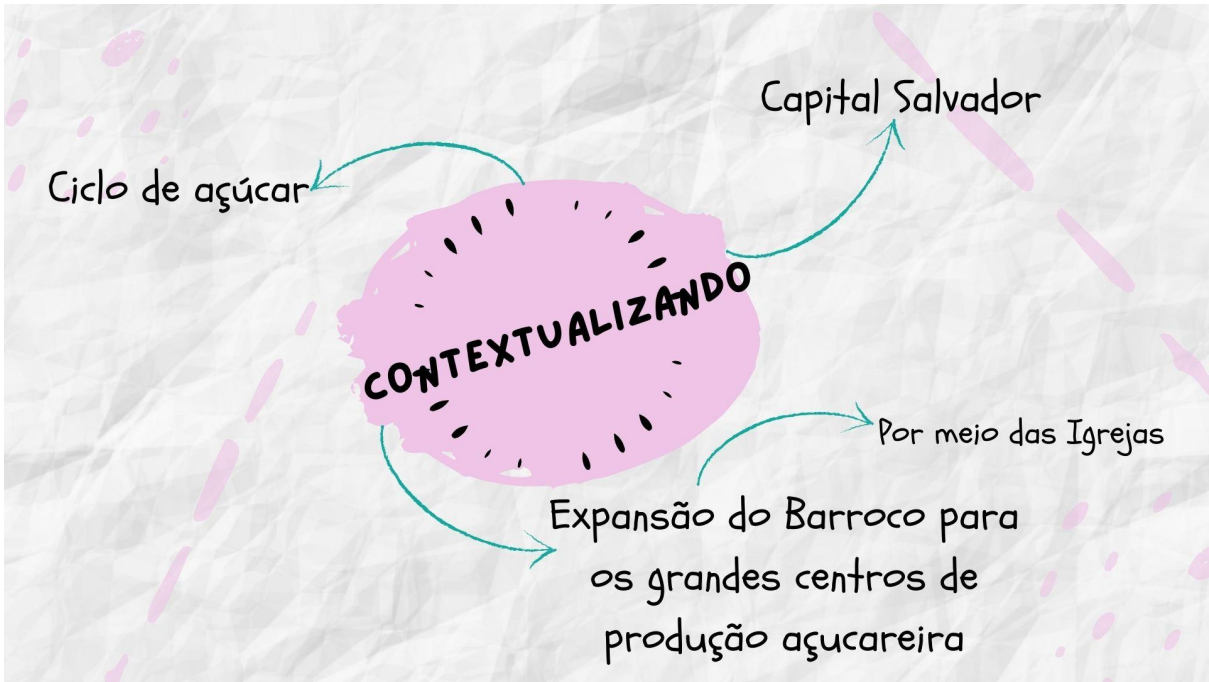 Capital Salvador
Ciclo de açúcar
CONTEXTUALIZANDO
Por meio das Igrejas
Expansão do Barroco para
os grandes centros de
produção açucareira